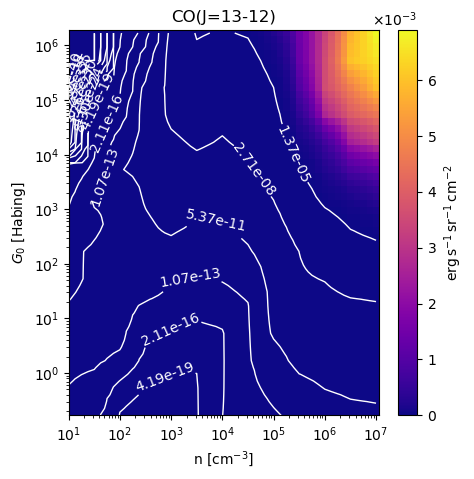 CO(J=13-12)
×10⁻³
10⁶
10⁵
10⁴
10³
10²
10¹
10⁰
G₀ [Habing]
10¹ 10² 10³ 10⁴ 10⁵ 10⁶ 10⁷
n [cm⁻³]
4.19e-19
2.11e-16
1.07e-13
1.37e-05
2.71e-08
5.37e-11
1.07e-13
2.11e-16
4.19e-19
6
5
4
3
2
1
0
erg s⁻¹ sr⁻¹ cm⁻²